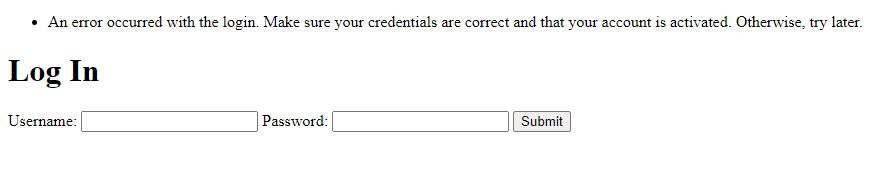 An error occurred with the login. Make sure your credentials are correct and that your account is activated. Otherwise, try later.
Log In
Username: Password: Submit